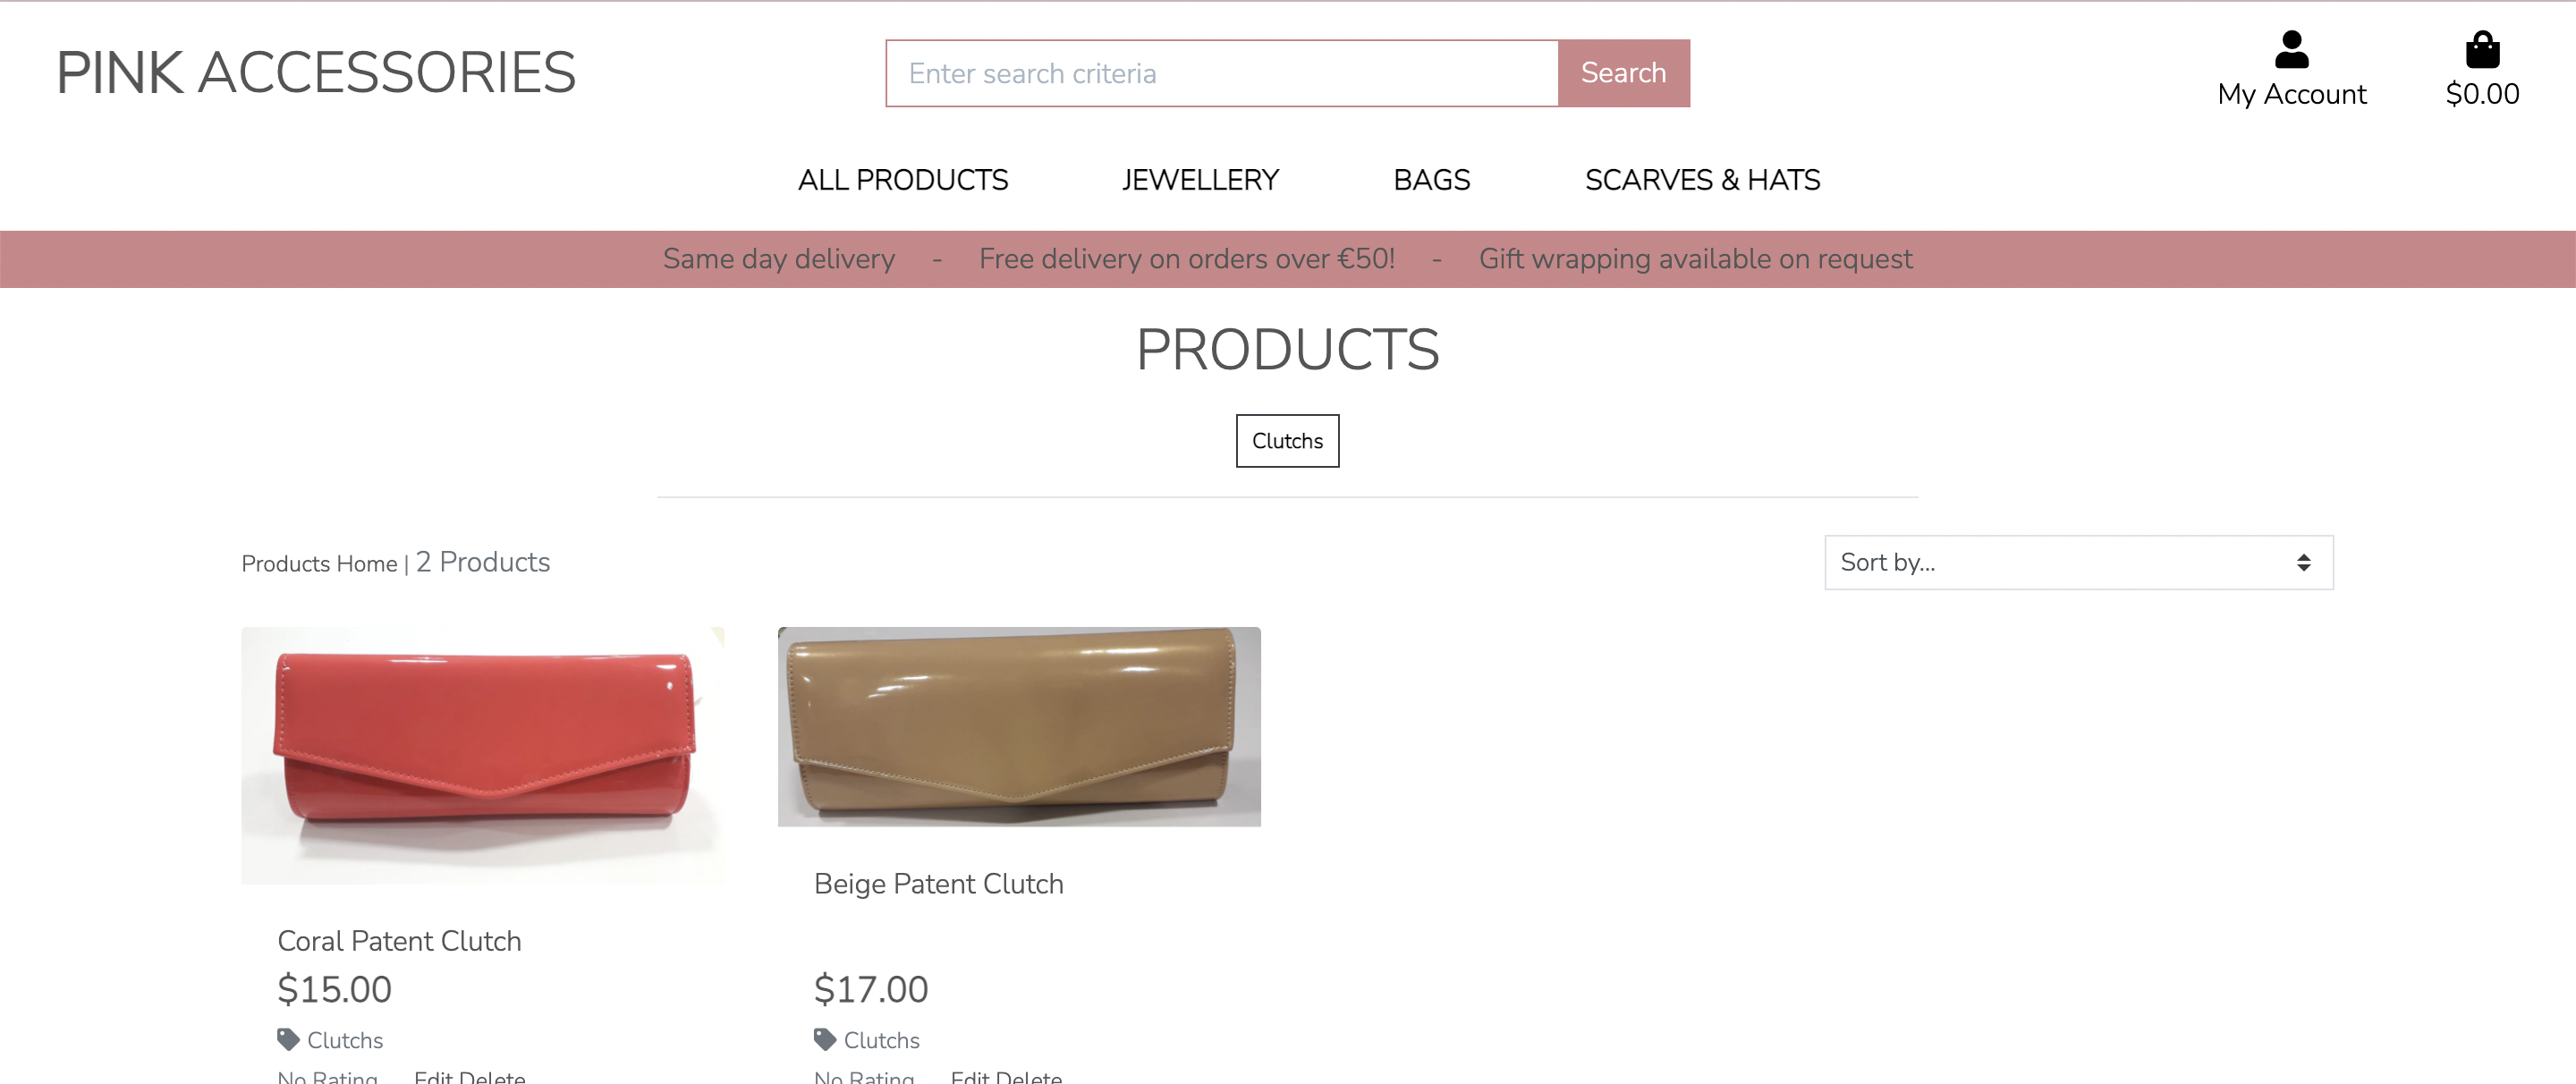 PINK ACCESSORIES
Enter search criteria
Search
My Account
$0.00
ALL PRODUCTS
JEWELLERY
BAGS
SCARVES & HATS
Same day delivery - Free delivery on orders over €50! - Gift wrapping available on request
PRODUCTS
Clutchs
Products Home | 2 Products
Sort by...
Coral Patent Clutch
$15.00
Clutchs
No Rating Edit Delete
Beige Patent Clutch
$17.00
Clutchs
No Rating Edit Delete